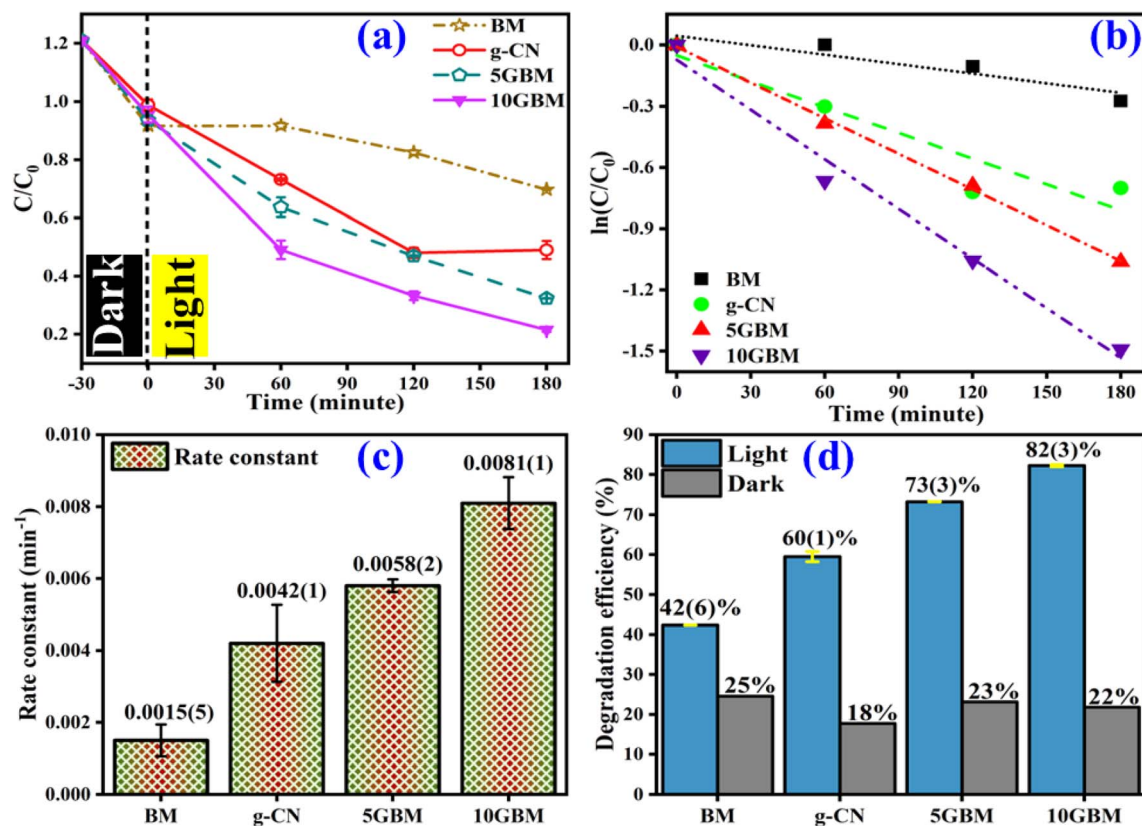 (a)
BM
g-CN
5GBM
10GBM
C/C₀
1.2
1.0
0.8
0.6
0.4
0.2
Dark
Light
-30 0 30 60 90 120 150 180
Time (minute)
(b)
ln(C/C₀)
0.0
-0.3
-0.6
-0.9
-1.2
-1.5
BM
g-CN
5GBM
10GBM
0 30 60 90 120 150 180
Time (minute)
(c)
Rate constant
Rate constant (min⁻¹)
0.010
0.008
0.006
0.004
0.002
0.000
0.0015(5)
0.0042(1)
0.0058(2)
0.0081(1)
BM g-CN 5GBM 10GBM
(d)
Light
Dark
Degradation efficiency (%)
90
80
70
60
50
40
30
20
10
0
42(6)%
25%
60(1)%
18%
73(3)%
23%
82(3)%
22%
BM g-CN 5GBM 10GBM